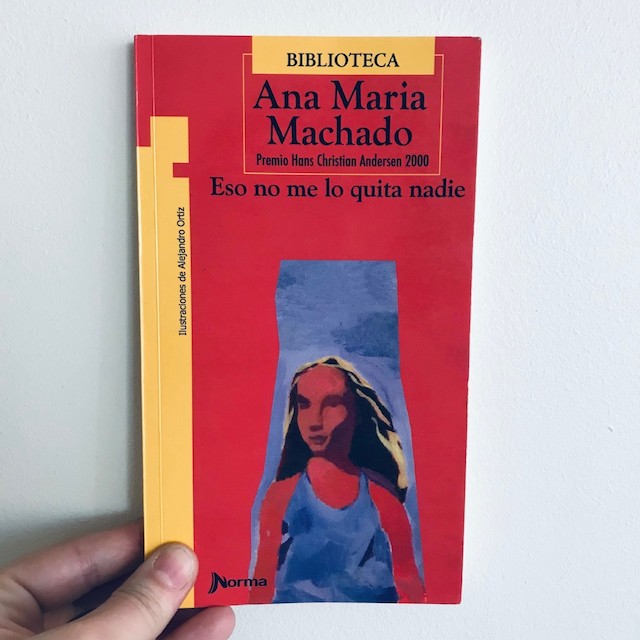 BIBLIOTECA
Ana Maria
Machado
Premio Hans Christian Andersen 2000
Eso no me lo quita nadie
Ilustraciones de Alejandro Ortiz
Norma